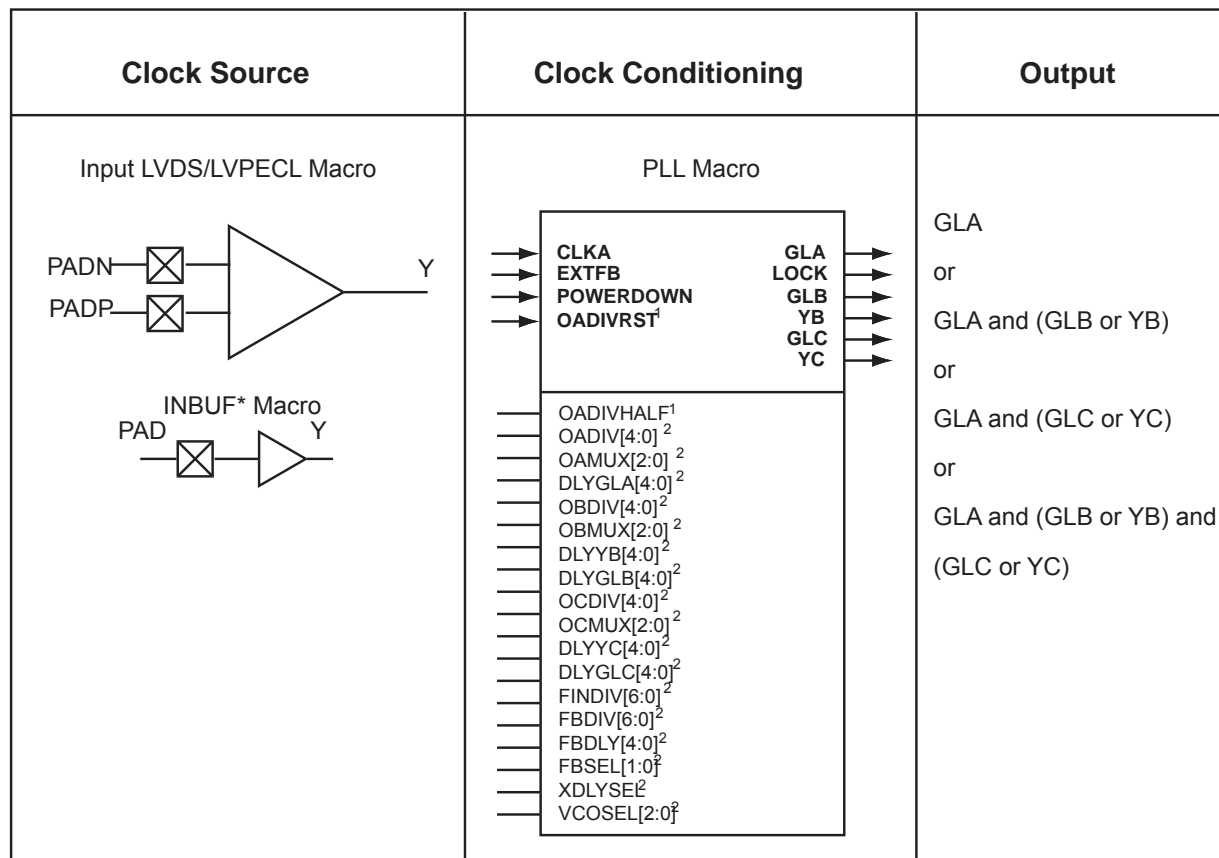 Clock Source
Clock Conditioning
Output
Input LVDS/LVPECL Macro
PADN
PADP
Y
INBUF* Macro
PAD
Y
PLL Macro
CLKA
EXTFB
POWERDOWN
OADIVRST1
GLA
LOCK
GLB
YB
GLC
YC
OADIVHALF1
OADIV[4:0] 2
OAMUX[2:0] 2
DLYGLA[4:0] 2
OBDIV[4:0]2
OBMUX[2:0] 2
DLYYB[4:0]2
DLYGLB[4:0]2
OCDIV[4:0]2
OCMUX[2:0] 2
DLYYC[4:0]2
DLYGLC[4:0]2
FINDIV[6:0] 2
FBDIV[6:0]2
FBDLY[4:0]2
FBSEL[1:0]2
XDLYSEL2
VCOSEL[2:0]2
GLA
or
GLA and (GLB or YB)
or
GLA and (GLC or YC)
or
GLA and (GLB or YB) and
(GLC or YC)